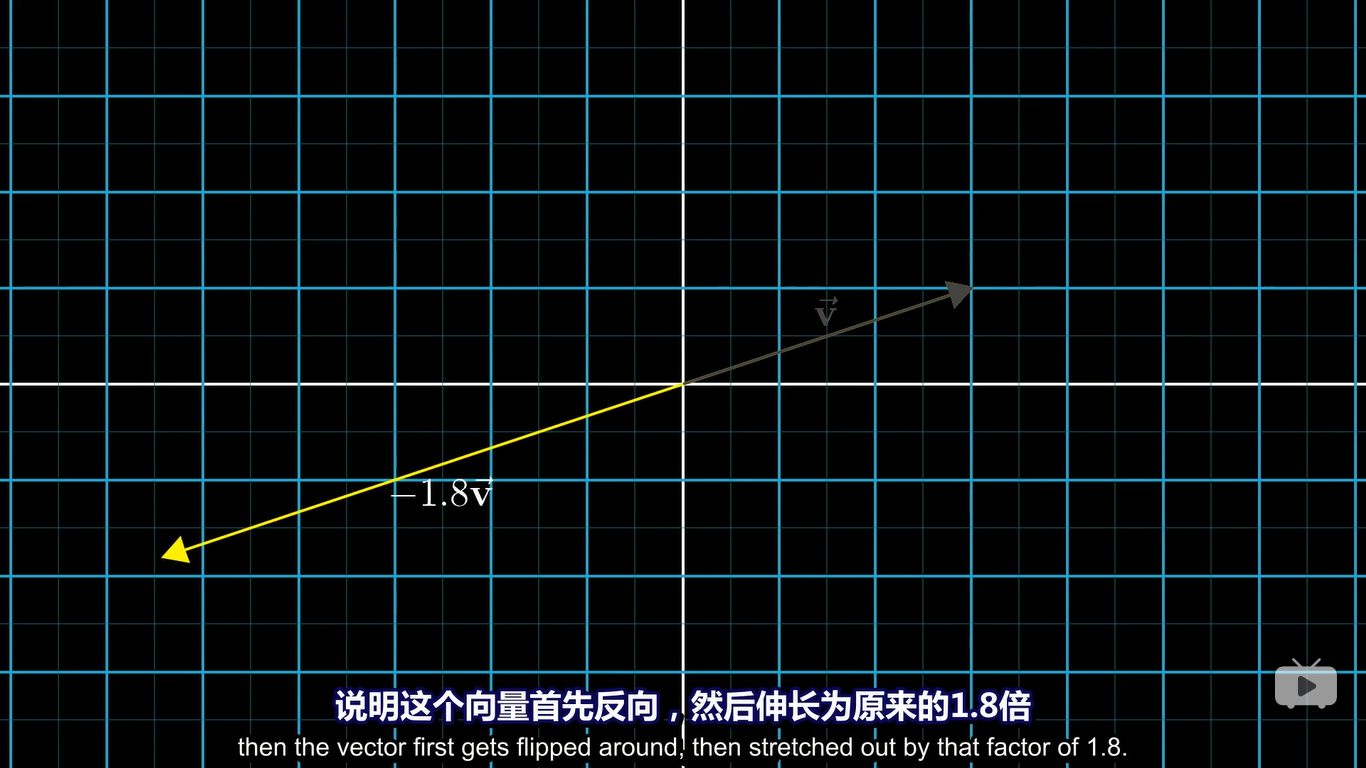 v⃗
−1.8v⃗
说明这个向量首先反向，然后伸长为原来的1.8倍
then the vector first gets flipped around, then stretched out by that factor of 1.8.